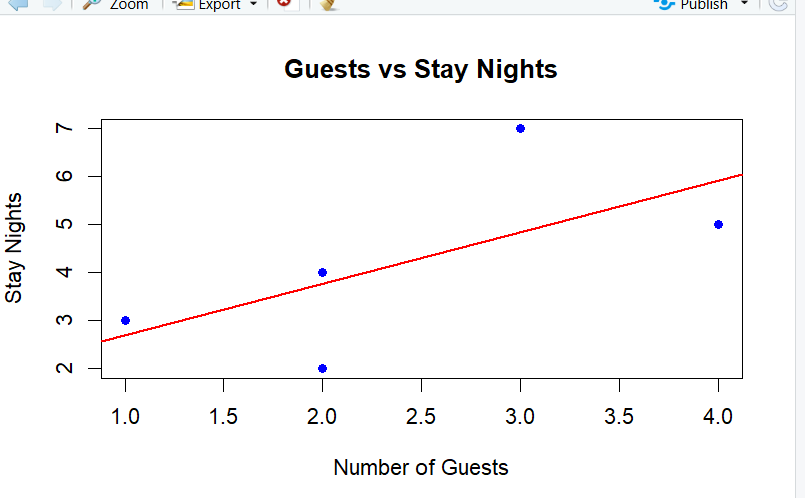 Zoom Export Publish
Guests vs Stay Nights
7
6
5
4
3
2
Stay Nights
1.0 1.5 2.0 2.5 3.0 3.5 4.0
Number of Guests